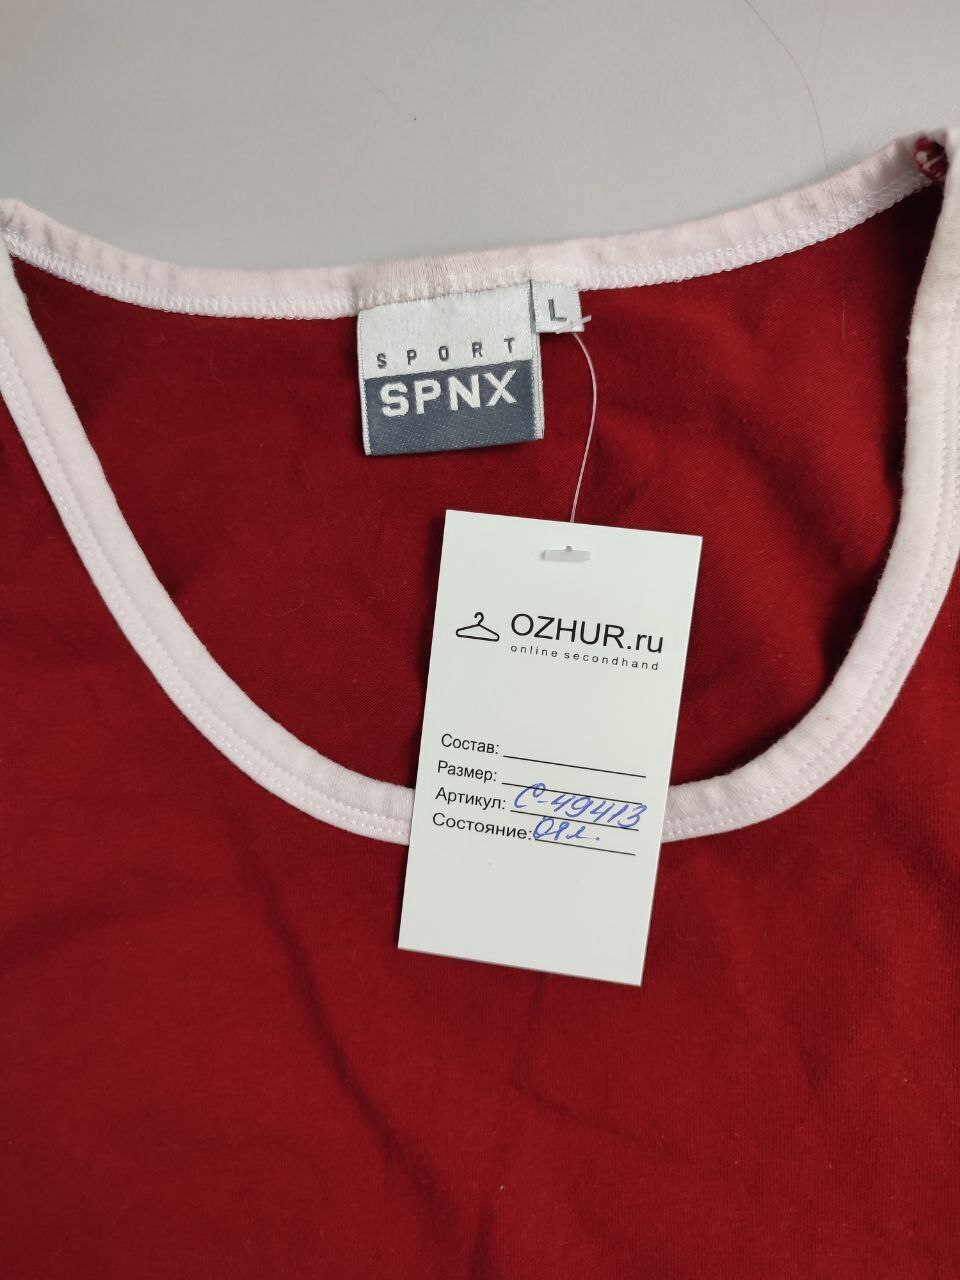 L
SPORT
SPNX
OZHUR.ru
online secondhand
Состав:
Размер:
Артикул: С-49413
Состояние: Отл.